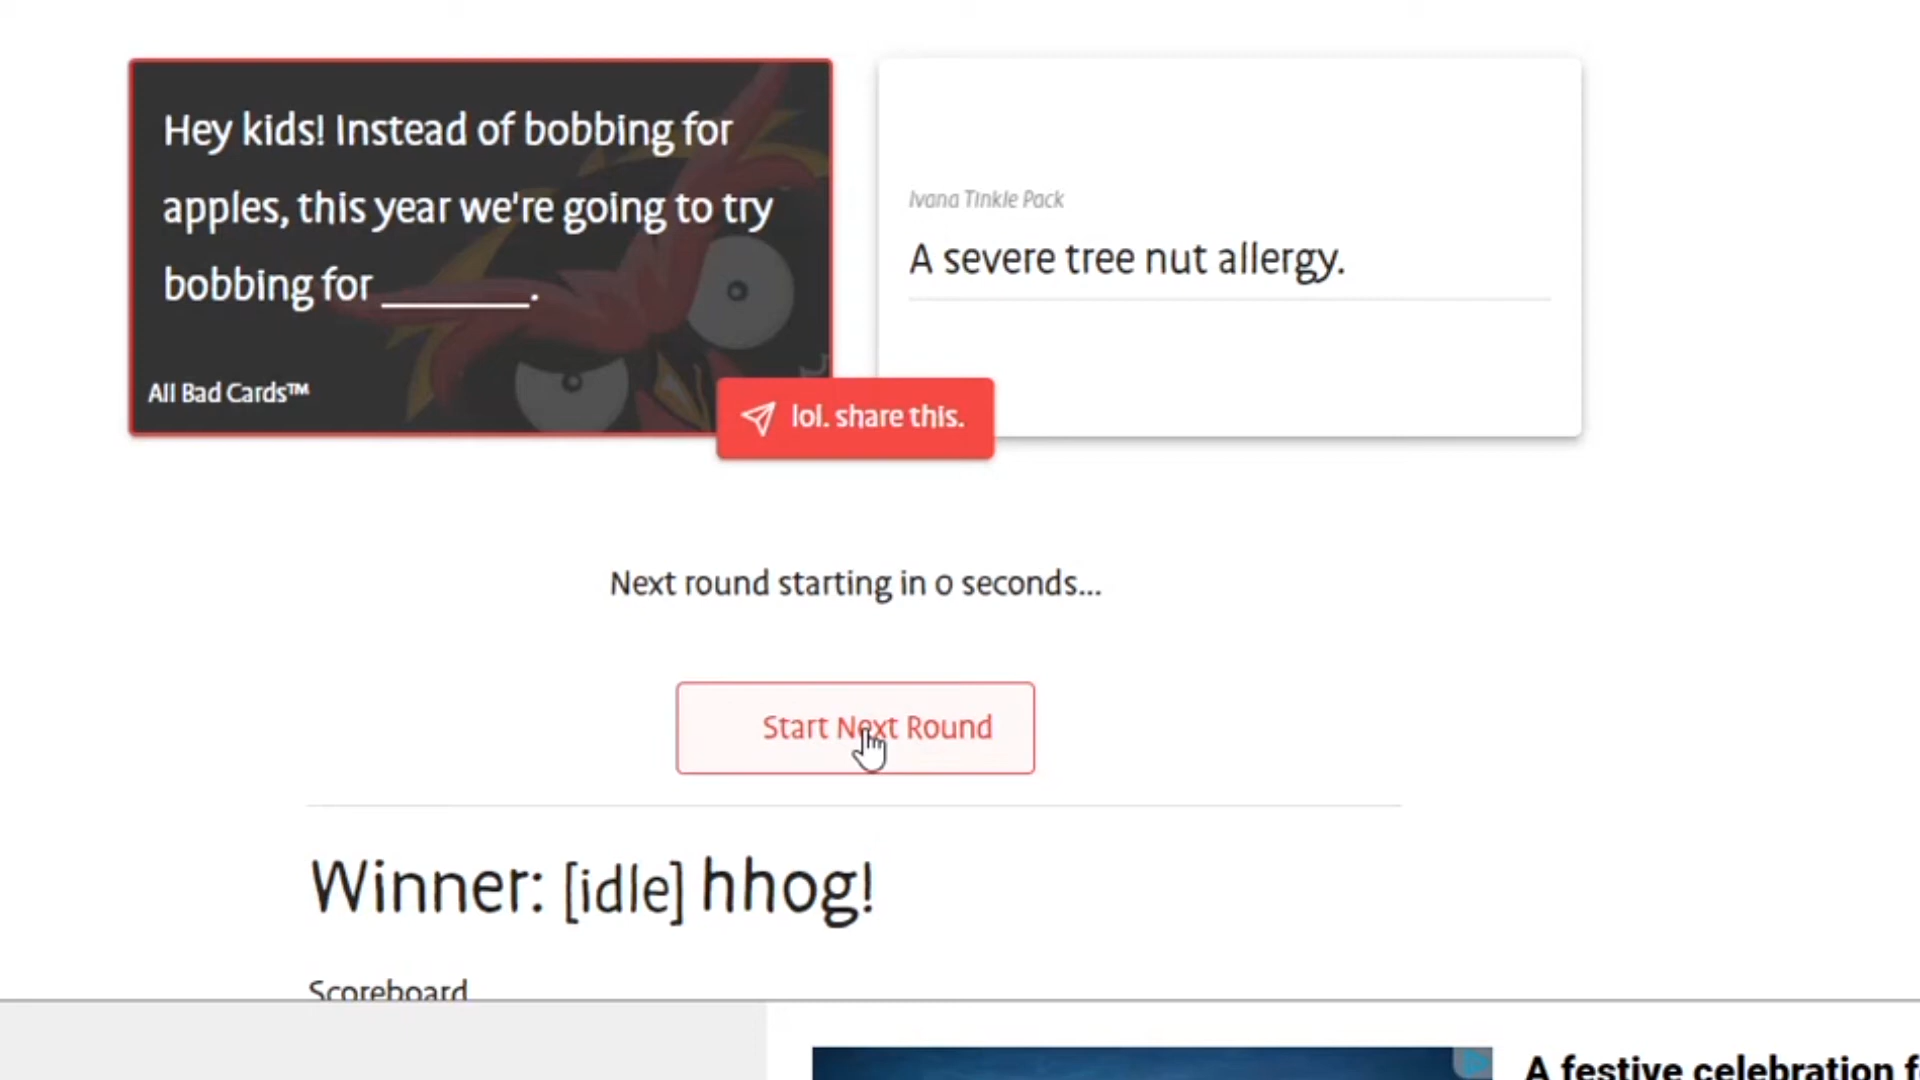 Hey kids! Instead of bobbing for
apples, this year we're going to try
bobbing for ________.
All Bad Cards™
Ivana Tinkle Pack
A severe tree nut allergy.
lol. share this.
Next round starting in 0 seconds...
Start Next Round
Winner: [idle] hhog!
Scoreboard
A festive celebration f